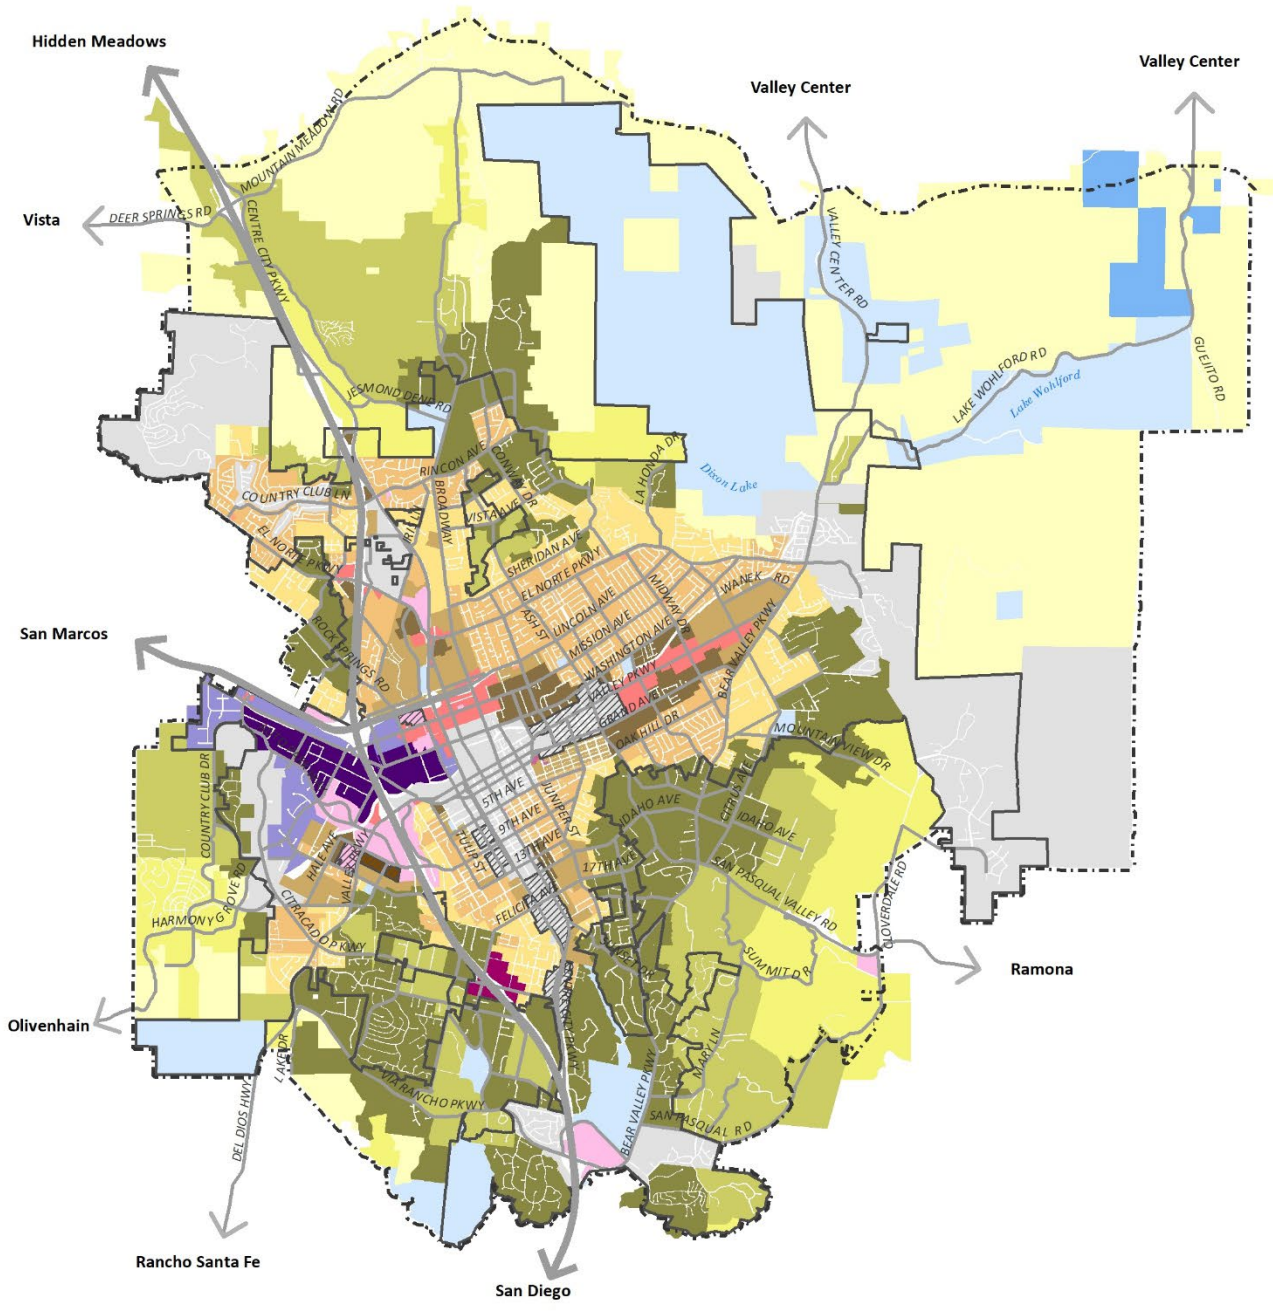 Hidden Meadows
Valley Center
Valley Center
MOUNTAIN MEADOW RD
Vista
DEER SPRINGS RD
CENTRE CITY PKWY
VALLEY CENTER RD
GUEJITO RD
LAKE WOHLFORD RD
Lake Wohlford
JESMOND DENE RD
RINCON AVE
CONWAY DR
LA HONDA DR
Dixon Lake
COUNTRY CLUB LN
BROADWAY
VISTA AVE
EL NORTE PKWY
SHERIDAN AVE
EL NORTE PKWY
MIDWAY DR
WANEK RD
LINCOLN AVE
ASH ST
MISSION AVE
WASHINGTON AVE
BEAR VALLEY PKWY
San Marcos
ROCK SPRINGS RD
VALLEY PKWY
GRAND AVE
OAK HILL DR
MOUNTAIN VIEW DR
COUNTRY CLUB DR
5TH AVE
JUNIPER ST
9TH AVE
13TH AVE
17TH AVE
IDAHO AVE
CITRUS AVE
IDAHO AVE
TULIP ST
HALE AVE
VALLEY PKWY
SAN PASQUAL VALLEY RD
CLOVERDALE RD
HARMONY GROVE RD
CITRACADO PKWY
FELICITA AVE
SUMMIT DR
Ramona
Olivenhain
LAKE DR
MARY LN
VIA RANCHO PKWY
BEAR VALLEY PKWY
SAN PASQUAL RD
DEL DIOS HWY
Rancho Santa Fe
San Diego